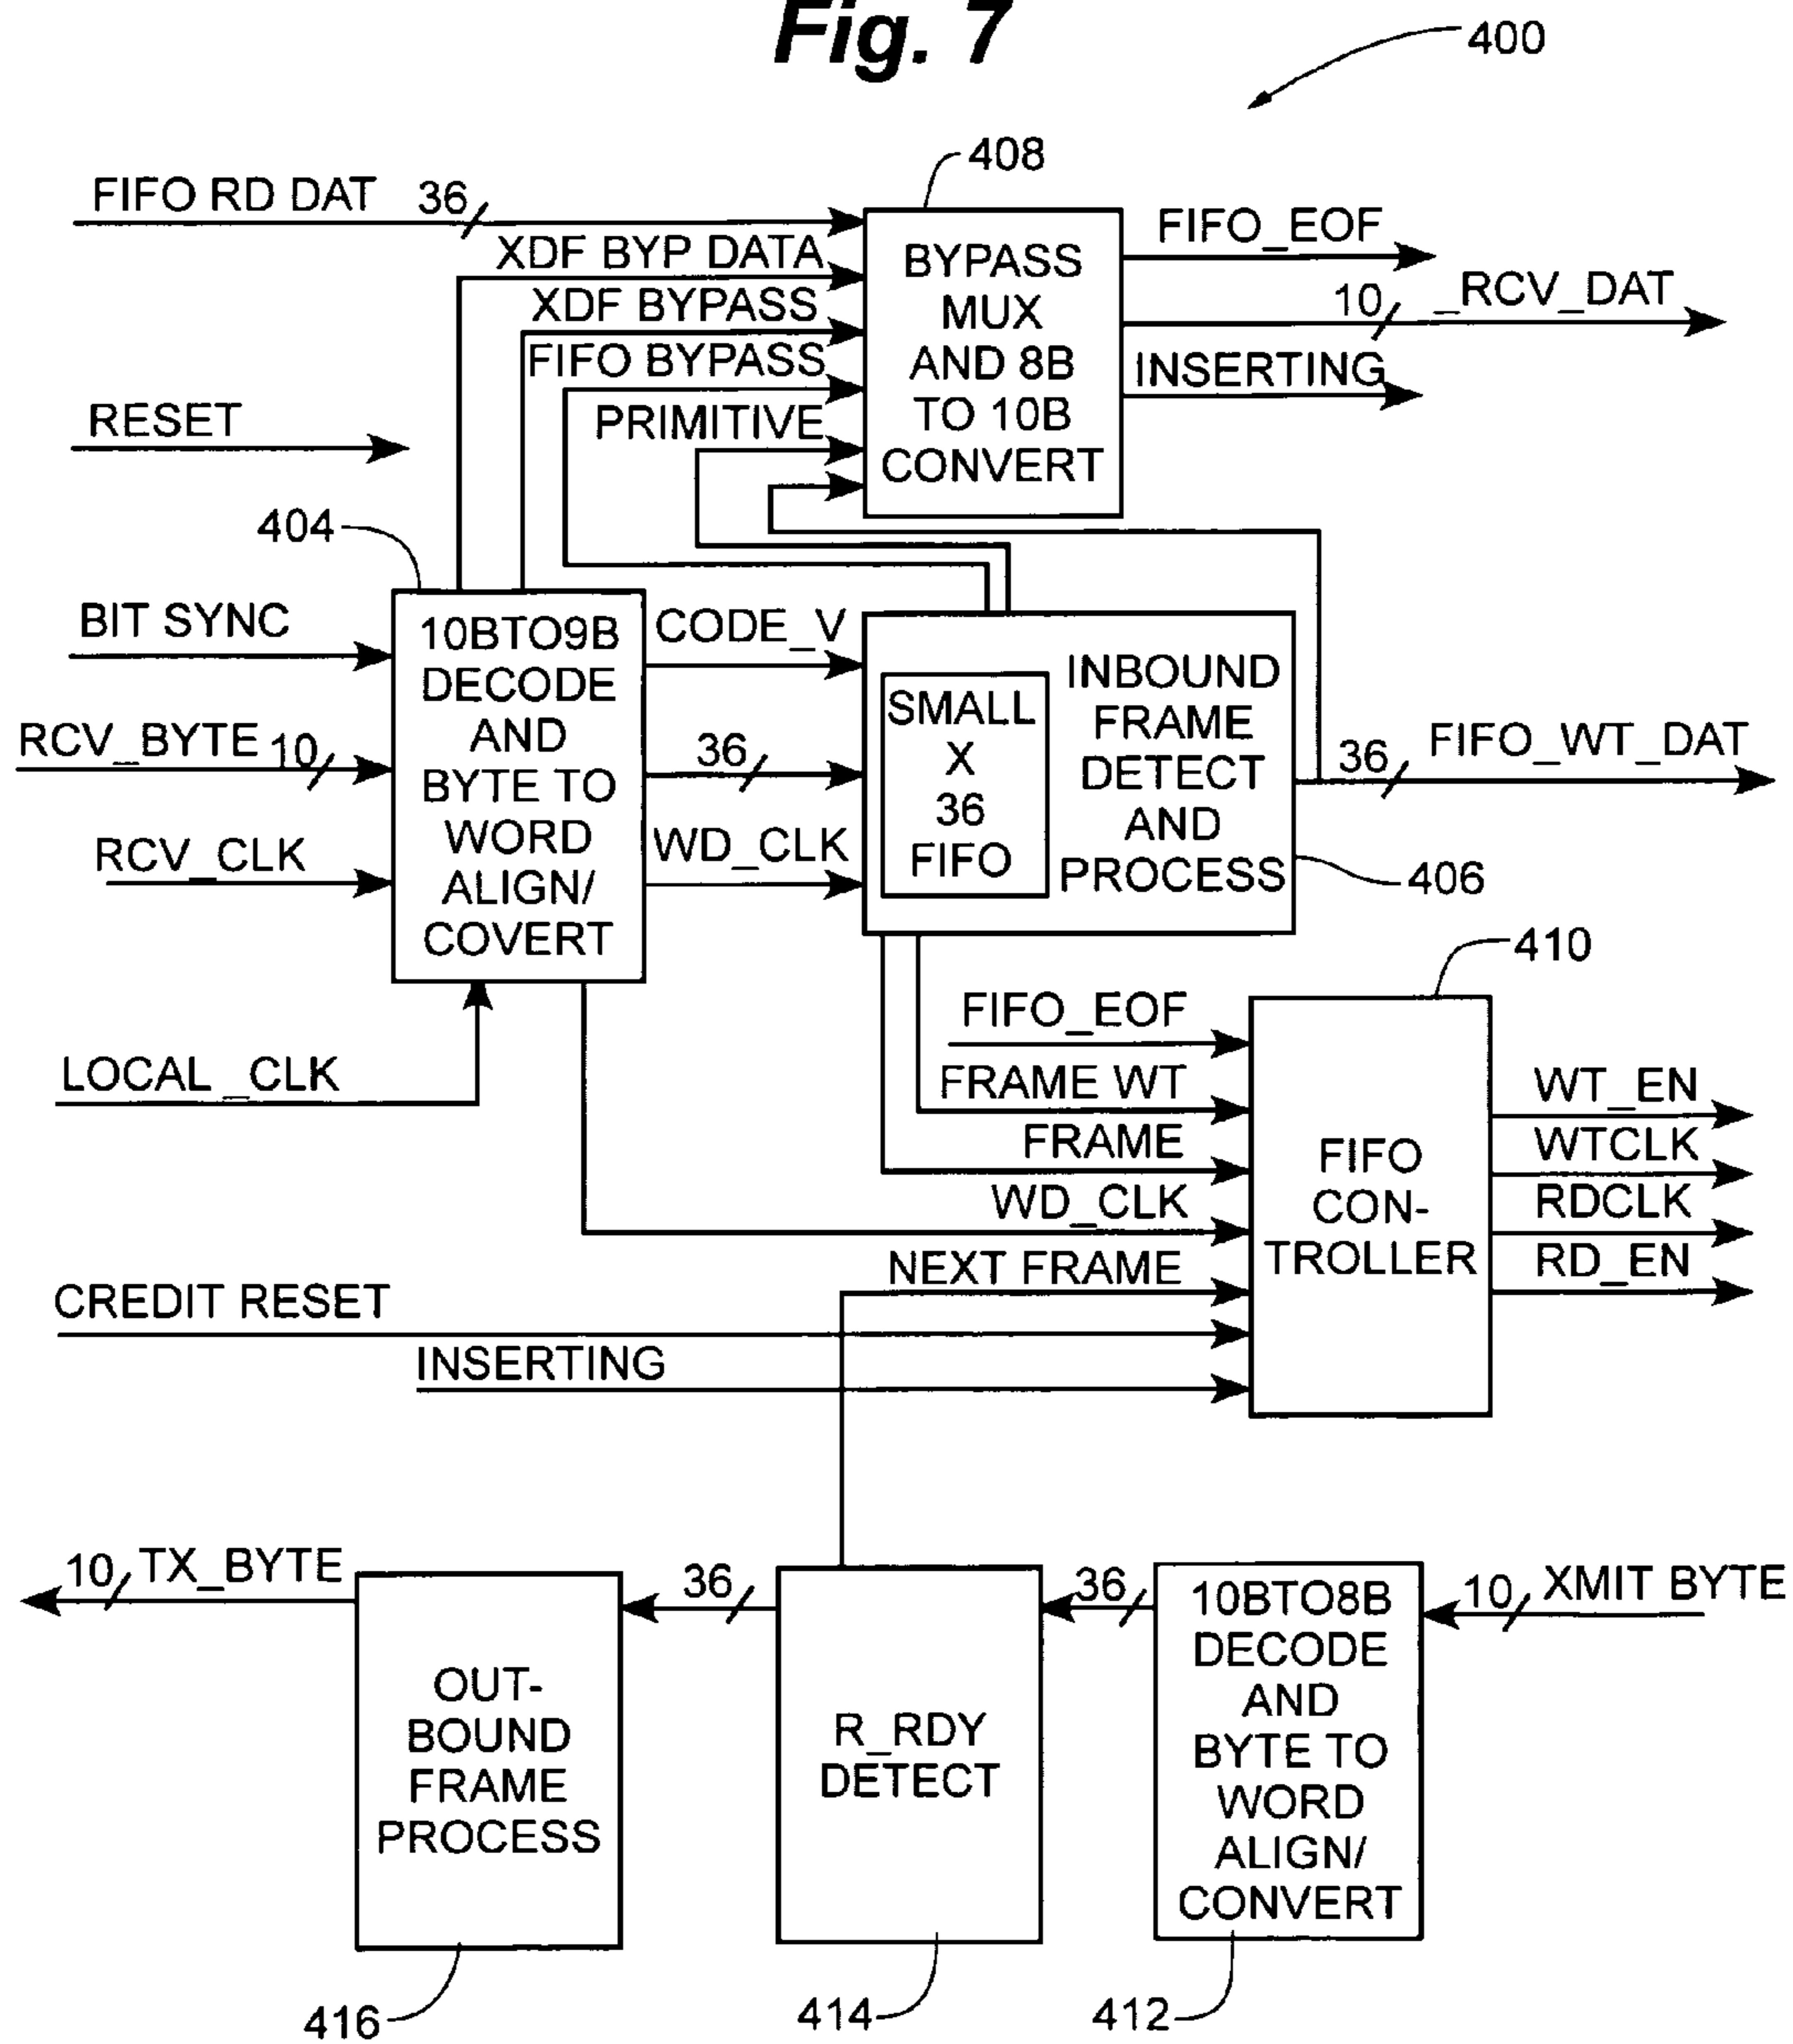 Fig. 7
400
408
FIFO RD DAT 36
XDF BYP DATA
XDF BYPASS
FIFO BYPASS
PRIMITIVE
BYPASS
MUX
AND 8B
TO 10B
CONVERT
FIFO_EOF
10 _RCV_DAT
INSERTING
RESET
404
BIT SYNC
RCV_BYTE 10
RCV_CLK
LOCAL_CLK
10BTO9B
DECODE
AND
BYTE TO
WORD
ALIGN/
COVERT
CODE_V
36
WD_CLK
SMALL
X
36
FIFO
INBOUND
FRAME
DETECT
AND
PROCESS
36 FIFO_WT_DAT
406
410
FIFO_EOF
FRAME WT
FRAME
WD_CLK
NEXT FRAME
CREDIT RESET
INSERTING
FIFO
CON-
TROLLER
WT_EN
WTCLK
RDCLK
RD_EN
10 TX_BYTE
OUT-
BOUND
FRAME
PROCESS
36
R_RDY
DETECT
36
10BTO8B
DECODE
AND
BYTE TO
WORD
ALIGN/
CONVERT
10 XMIT BYTE
416
414
412